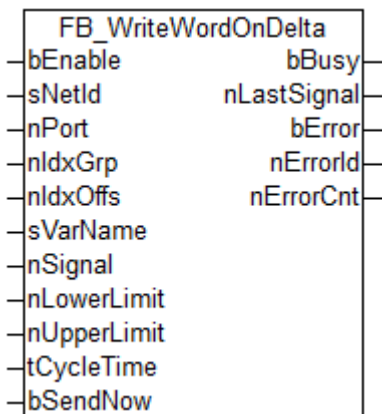 FB_WriteWordOnDelta
bEnable bBusy
sNetId nLastSignal
nPort bError
nIdxGrp nErrorId
nIdxOffs nErrorCnt
sVarName
nSignal
nLowerLimit
nUpperLimit
tCycleTime
bSendNow